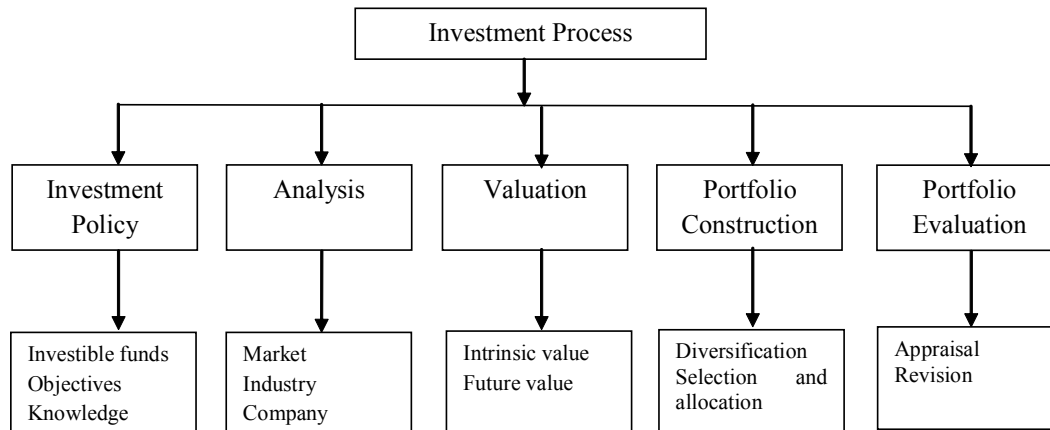 Investment Process
Investment
Policy
Analysis
Valuation
Portfolio
Construction
Portfolio
Evaluation
Investible funds
Objectives
Knowledge
Market
Industry
Company
Intrinsic value
Future value
Diversification
Selection and
allocation
Appraisal
Revision